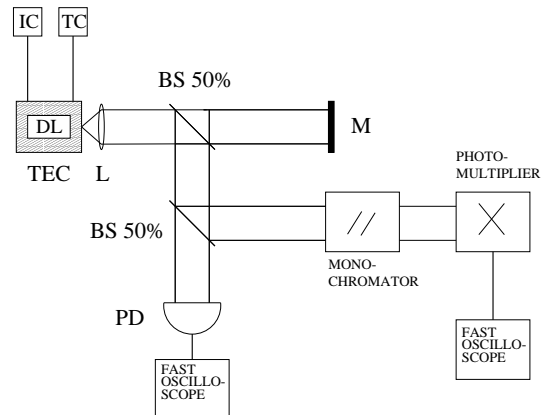 IC
TC
BS 50%
DL
M
TEC
L
PHOTO-
MULTIPLIER
BS 50%
MONO-
CHROMATOR
PD
FAST
OSCILLO-
SCOPE
FAST
OSCILLO-
SCOPE